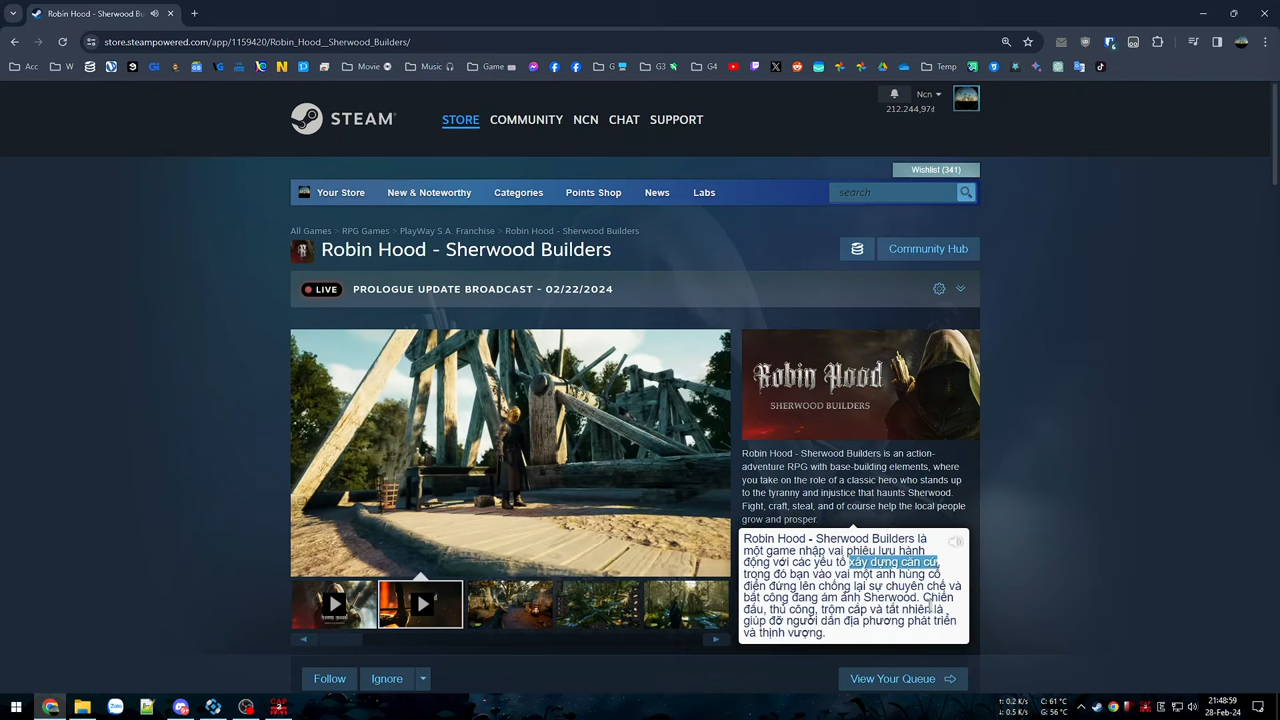 Robin Hood - Sherwood Bu
store.steampowered.com/app/1159420/Robin_Hood__Sherwood_Builders/
Acc
W
Movie
Music
Game
G
G3
G4
Temp
Ncn
212.244,97₫
STEAM®
STORE
COMMUNITY
NCN
CHAT
SUPPORT
Wishlist (341)
Your Store
New & Noteworthy
Categories
Points Shop
News
Labs
search
All Games > RPG Games > PlayWay S.A. Franchise > Robin Hood - Sherwood Builders
Robin Hood - Sherwood Builders
Community Hub
LIVE
PROLOGUE UPDATE BROADCAST - 02/22/2024
Robin Hood
SHERWOOD BUILDERS
Robin Hood - Sherwood Builders is an action-
adventure RPG with base-building elements, where
you take on the role of a classic hero who stands up
to the tyranny and injustice that haunts Sherwood.
Fight, craft, steal, and of course help the local people
grow and prosper.
Robin Hood - Sherwood Builders là
một game nhập vai phiêu lưu hành
động với các yếu tố xây dựng căn cứ,
trong đó bạn vào vai một anh hùng cổ
điển đứng lên chống lại sự chuyên chế và
bất công đang ám ảnh Sherwood. Chiến
đấu, thủ công, trộm cắp và tất nhiên là
giúp đỡ người dân địa phương phát triển
và thịnh vượng.
Follow
Ignore
View Your Queue
Zalo
t: 0.2 K/s
↓: 0.5 K/s
C: 61 °C
G: 56 °C
21:48:59
28-Feb-24